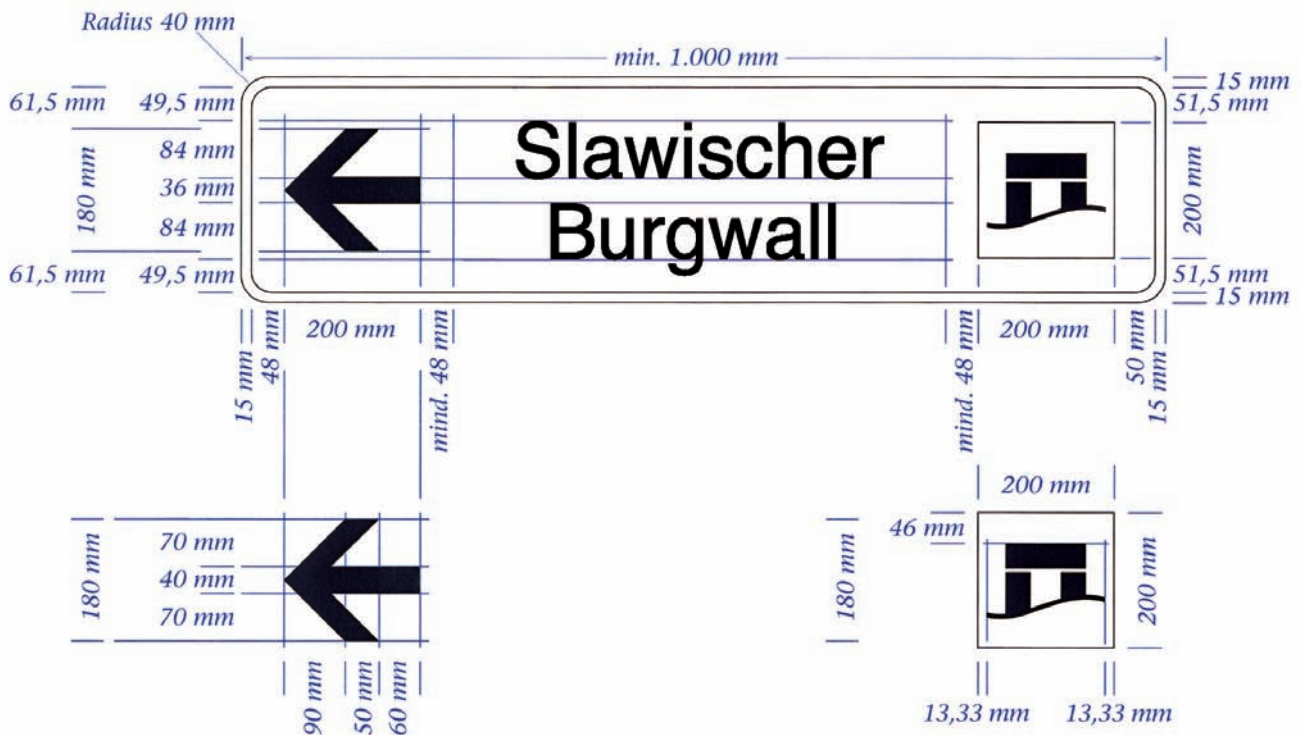 Radius 40 mm
min. 1.000 mm
15 mm
61,5 mm 49,5 mm
51,5 mm
Slawischer
84 mm
180 mm
36 mm
200 mm
Burgwall
84 mm
61,5 mm 49,5 mm
51,5 mm
15 mm
200 mm
200 mm
15 mm
48 mm
mind. 48 mm
mind. 48 mm
50 mm
15 mm
200 mm
46 mm
70 mm
180 mm
40 mm
180 mm
200 mm
70 mm
90 mm
50 mm
60 mm
13,33 mm 13,33 mm